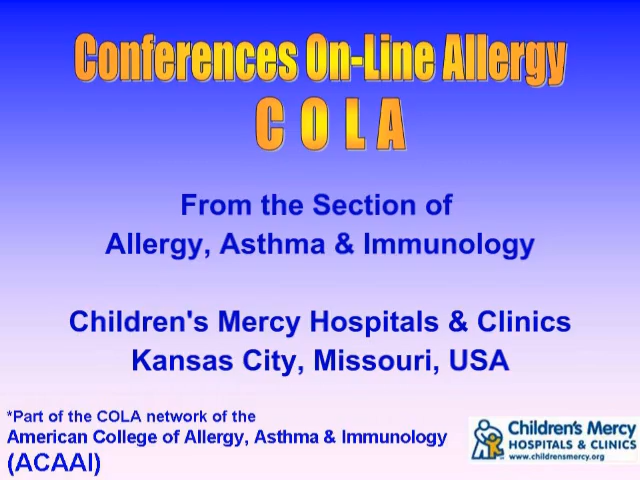 Conferences On-Line Allergy
C O L A
From the Section of
Allergy, Asthma & Immunology
Children's Mercy Hospitals & Clinics
Kansas City, Missouri, USA
*Part of the COLA network of the
American College of Allergy, Asthma & Immunology
(ACAAI)
Children's Mercy
HOSPITALS & CLINICS
www.childrensmercy.org